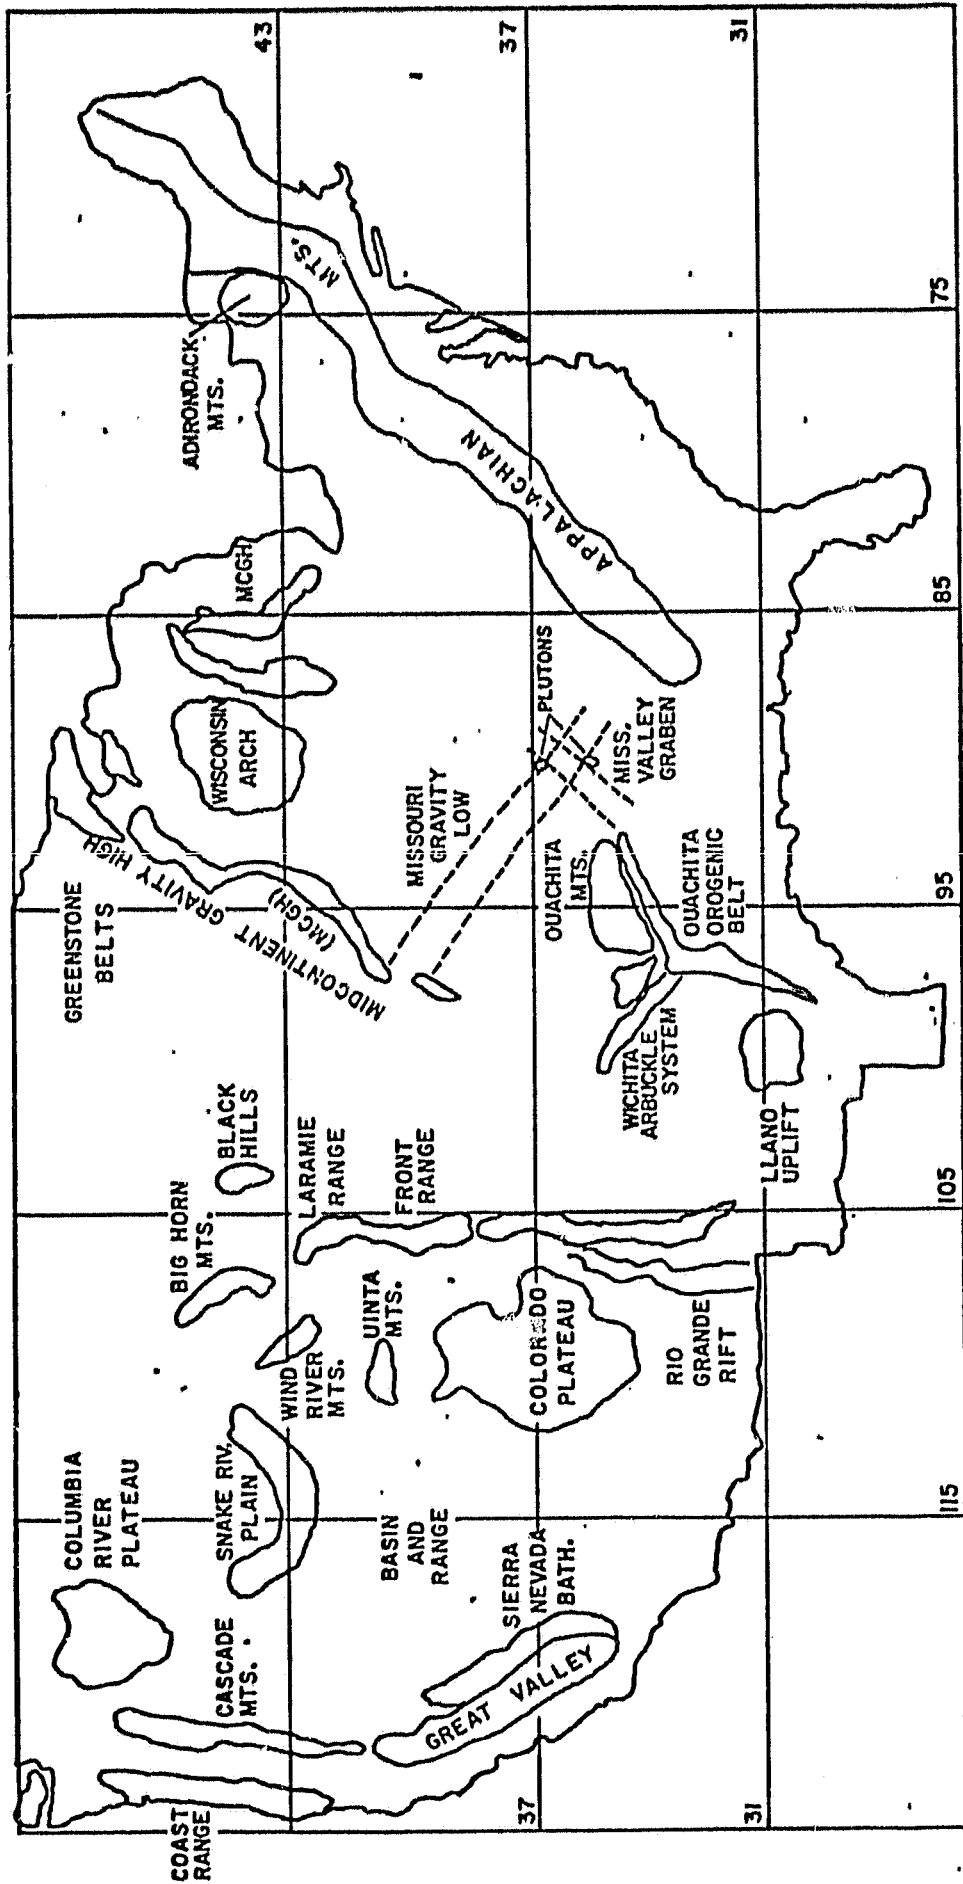 COAST
RANGE
CASCADE
MTS.
COLUMBIA
RIVER
PLATEAU
SNAKE RIV.
PLAIN
BIG HORN
MTS.
BLACK
HILLS
WIND
RIVER
MTS.
LARAMIE
RANGE
UINTA
MTS.
FRONT
RANGE
BASIN
AND
RANGE
SIERRA
NEVADA
BATH.
GREAT VALLEY
COLORADO
PLATEAU
RIO
GRANDE
RIFT
GREENSTONE
BELTS
MIDCONTINENT GRAVITY HIGH
(MCGH)
WISCONSIN
ARCH
MCGH
ADIRONDACK
MTS.
APPALACHIAN MTS.
MISSOURI
GRAVITY
LOW
PLUTONS
MISS.
VALLEY
GRABEN
OUACHITA
MTS.
OUACHITA
OROGENIC
BELT
WICHITA
ARBUCKLE
SYSTEM
LLANO
UPLIFT
43
37
31
37
31
115
105
95
85
75